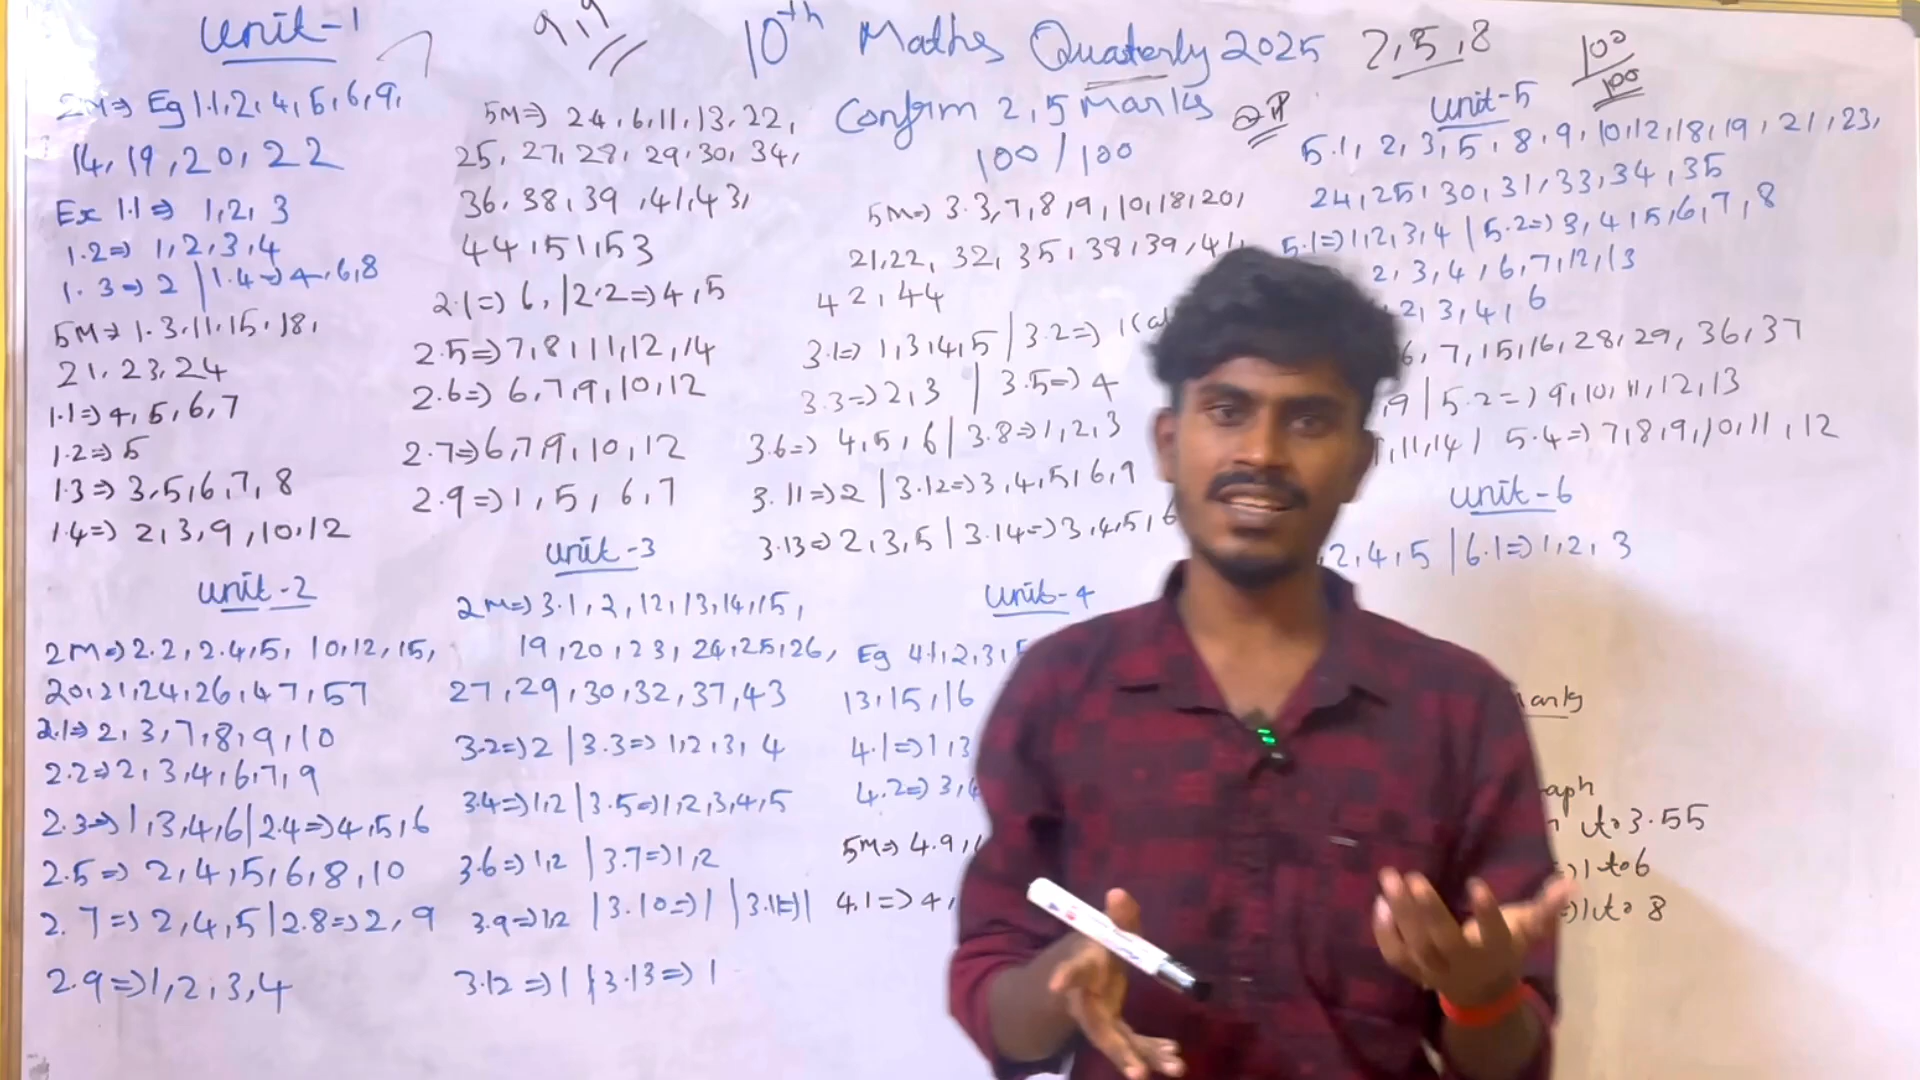 Unit-1
9,9
10th Maths Quaterly 2025
2,5,8
100/100
Confirm 2,5 Marks
100/100
2M⇒ Eg 1.1,2,4,5,6,9,
14,19,20,22
Ex 1.1⇒ 1,2,3
1.2⇒ 1,2,3,4
1.3⇒2 | 1.4⇒4,6,8
5M⇒ 1.3,11,15,18,
21,23,24
1.1⇒4,5,6,7
1.2⇒5
1.3⇒3,5,6,7,8
1.4⇒2,3,9,10,12
Unit-2
2M⇒2.2,2.4,5,10,12,15,
20,21,24,26,47,57
2.1⇒2,3,7,8,9,10
2.2⇒2,3,4,6,7,9
2.3⇒1,3,4,6|2.4⇒4,5,6
2.5⇒2,4,5,6,8,10
2.7⇒2,4,5|2.8⇒2,9
2.9⇒1,2,3,4
5M⇒24,6,11,13,22,
25,27,28,29,30,34,
36,38,39,41,43,
44,51,53
2.1⇒6,|2.2⇒4,5
2.5⇒7,8,11,12,14
2.6⇒6,7,9,10,12
2.7⇒6,7,9,10,12
2.9⇒1,5,6,7
Unit-3
2M⇒3.1,2,12,13,14,15,
19,20,23,24,25,26,
27,29,30,32,37,43
3.2⇒2|3.3⇒1,2,3,4
3.4⇒1,2|3.5⇒1,2,3,4,5
3.6⇒1,2|3.7⇒1,2
3.9⇒1,2|3.10⇒1|3.11⇒1
3.12⇒1|3.13⇒1
5M⇒3.3,7,8,9,10,18,20,
21,22,32,35,38,39,41,
42,44
3.1⇒1,3,4,5|3.2⇒1
3.3⇒2,3|3.5⇒4
3.6⇒4,5,6|3.8⇒1,2,3
3.11⇒2|3.12⇒3,4,5,6,9
3.13⇒2,3,5|3.14⇒3,4,5,6
Unit-4
Eg 4.1,2,3,5
13,15,16
4.1⇒1,3
4.2⇒3,
5M⇒4.9,
4.1⇒4,
Unit-5
5.1,2,3,5,8,9,10,12,18,19,21,23,
24,25,30,31,33,34,35
5.1⇒1,2,3,4|5.2⇒3,4,5,6,7,8
2,3,4,6,7,12,13
2,3,4,6
6,7,15,16,28,29,36,37
,9|5.2⇒9,10,11,12,13
,11,14|5.4⇒7,8,9,10,11,12
Unit-6
,2,4,5|6.1⇒1,2,3
arks
aph
to 3.55
⇒1 to 6
⇒1 to 8